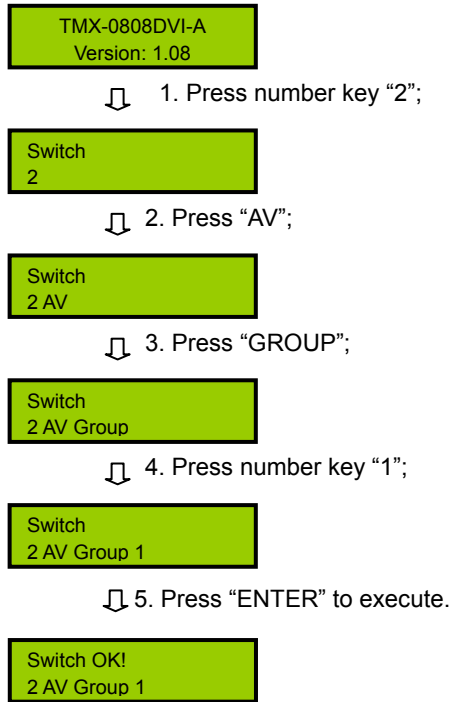 TMX-0808DVI-A
Version: 1.08
1. Press number key “2”;
Switch
2
2. Press “AV”;
Switch
2 AV
3. Press “GROUP”;
Switch
2 AV Group
4. Press number key “1”;
Switch
2 AV Group 1
5. Press “ENTER” to execute.
Switch OK!
2 AV Group 1